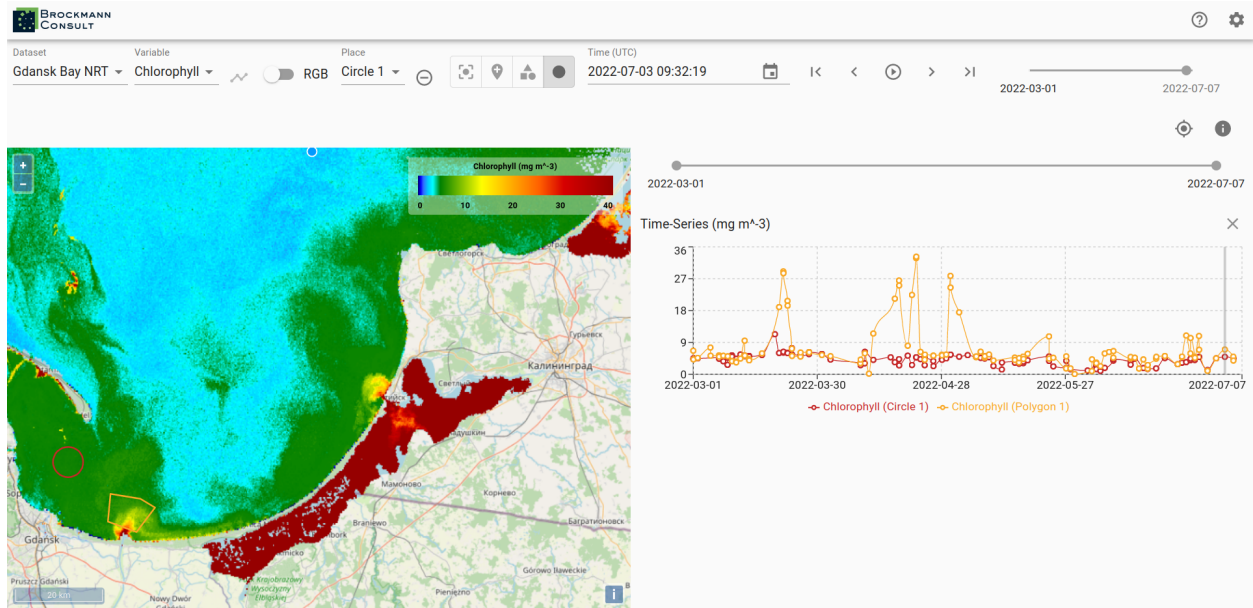 BROCKMANN
CONSULT
Dataset
Gdansk Bay NRT
Variable
Chlorophyll
RGB
Place
Circle 1
Time (UTC)
2022-07-03 09:32:19
2022-03-01
2022-07-07
+
−
Chlorophyll (mg m^-3)
0 10 20 30 40
Светлогорск
Гурьевск
Калининград
Мамоново
Корнево
Багратионовск
Braniewo
Górowo Iławeckie
Gdańsk
Pruszcz Gdański
20 km
Nowy Dwór
Gdański
Krajobrazowy
Wysoczyzny
Elbląskiej
Pieniężno
i
2022-03-01
2022-07-07
Time-Series (mg m^-3)
36
27
18
9
0
2022-03-01 2022-03-30 2022-04-28 2022-05-27 2022-07-07
Chlorophyll (Circle 1) Chlorophyll (Polygon 1)